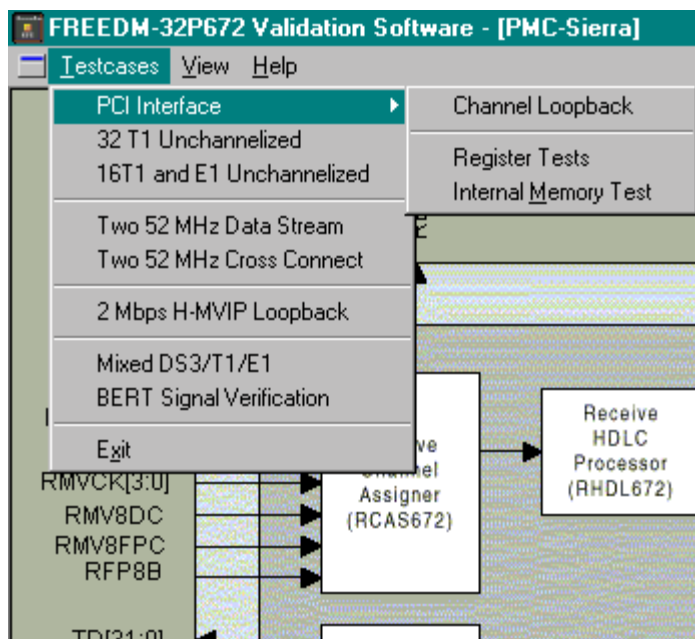 FREEDM-32P672 Validation Software - [PMC-Sierra]
Testcases View Help
PCI Interface
32 T1 Unchannelized
16T1 and E1 Unchannelized
Two 52 MHz Data Stream
Two 52 MHz Cross Connect
2 Mbps H-MVIP Loopback
Mixed DS3/T1/E1
BERT Signal Verification
Exit
Channel Loopback
Register Tests
Internal Memory Test
RMVCK[3:0]
RMV8DC
RMV8FPC
RFP8B
TD[31:0]
Assigner
(RCAS672)
Receive
HDLC
Processor
(RHDL672)